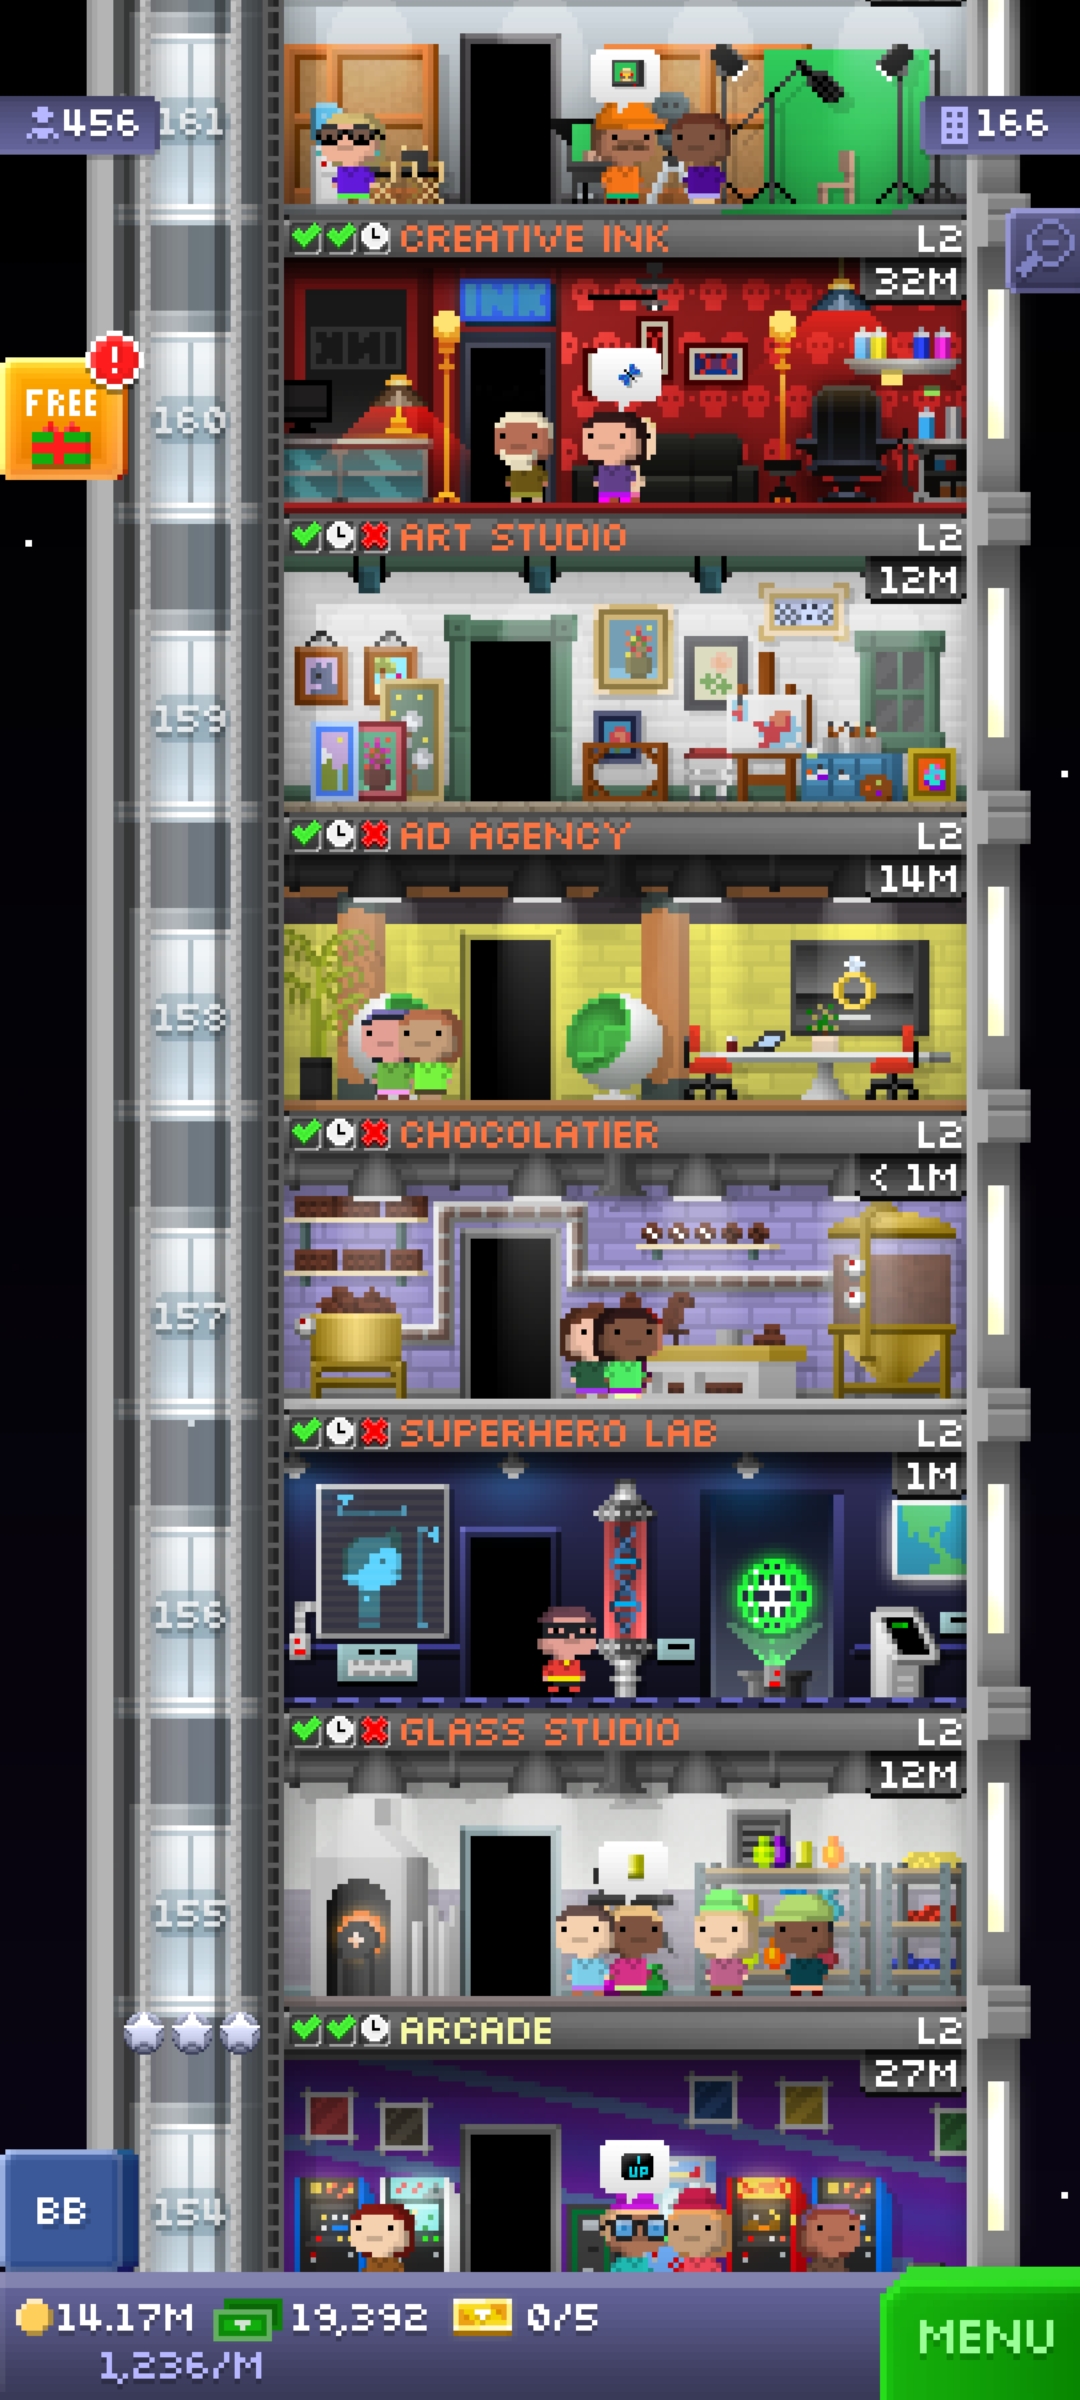 456
161
166
CREATIVE INK L2
32M
INK
FREE
!
160
ART STUDIO L2
12M
159
AD AGENCY L2
14M
158
CHOCOLATIER L2
< 1M
157
SUPERHERO LAB L2
1M
156
GLASS STUDIO L2
12M
155
ARCADE L2
27M
UP
BB
154
14.17M 19,392 0/5
1,236/M
MENU